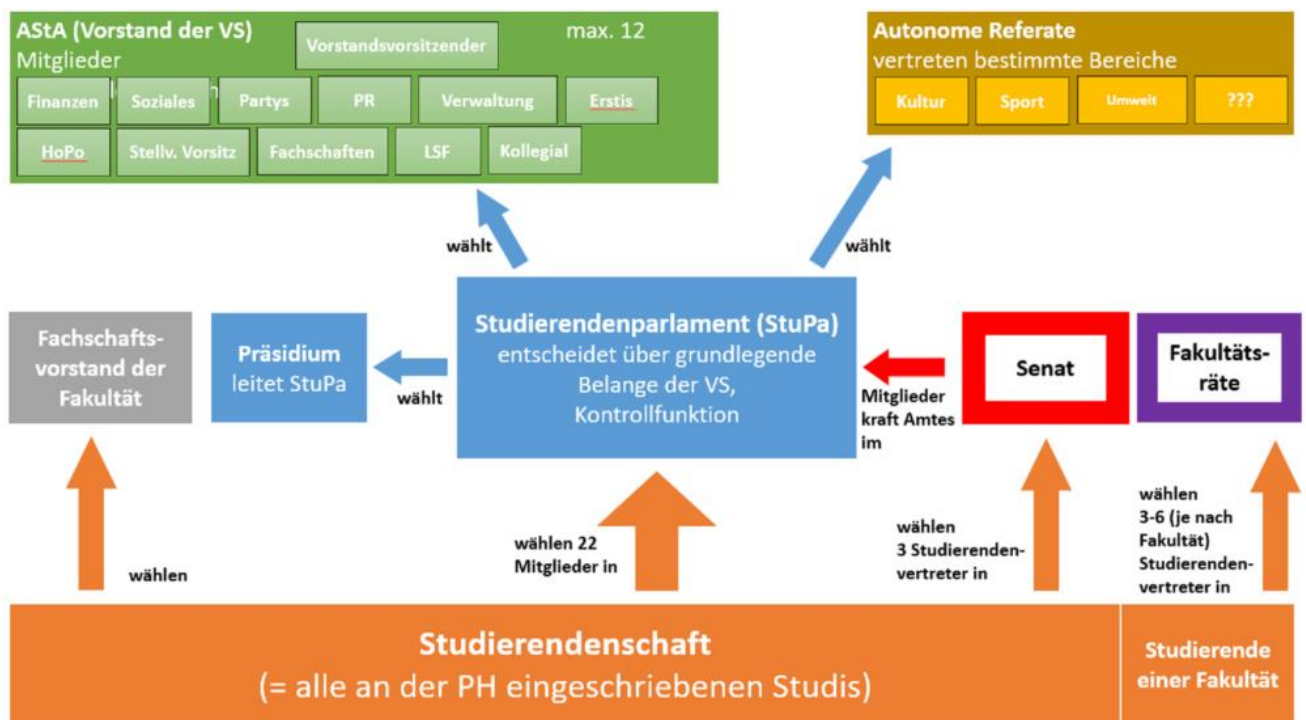 AStA (Vorstand der VS)
max. 12
Mitglieder
Vorstandsvorsitzender
Finanzen
Soziales
Partys
PR
Verwaltung
Erstis
HoPo
Stellv. Vorsitz
Fachschaften
LSF
Kollegial
Autonome Referate
vertreten bestimmte Bereiche
Kultur
Sport
Umwelt
???
wählt
wählt
Fachschafts-
vorstand der
Fakultät
Präsidium
leitet StuPa
wählt
Studierendenparlament (StuPa)
entscheidet über grundlegende
Belange der VS,
Kontrollfunktion
Mitglieder
kraft Amtes
im
Senat
Fakultäts-
räte
wählen
wählen 22
Mitglieder in
wählen
3 Studierenden-
vertreter in
wählen
3-6 (je nach
Fakultät)
Studierenden-
vertreter in
Studierendenschaft
(= alle an der PH eingeschriebenen Studis)
Studierende
einer Fakultät